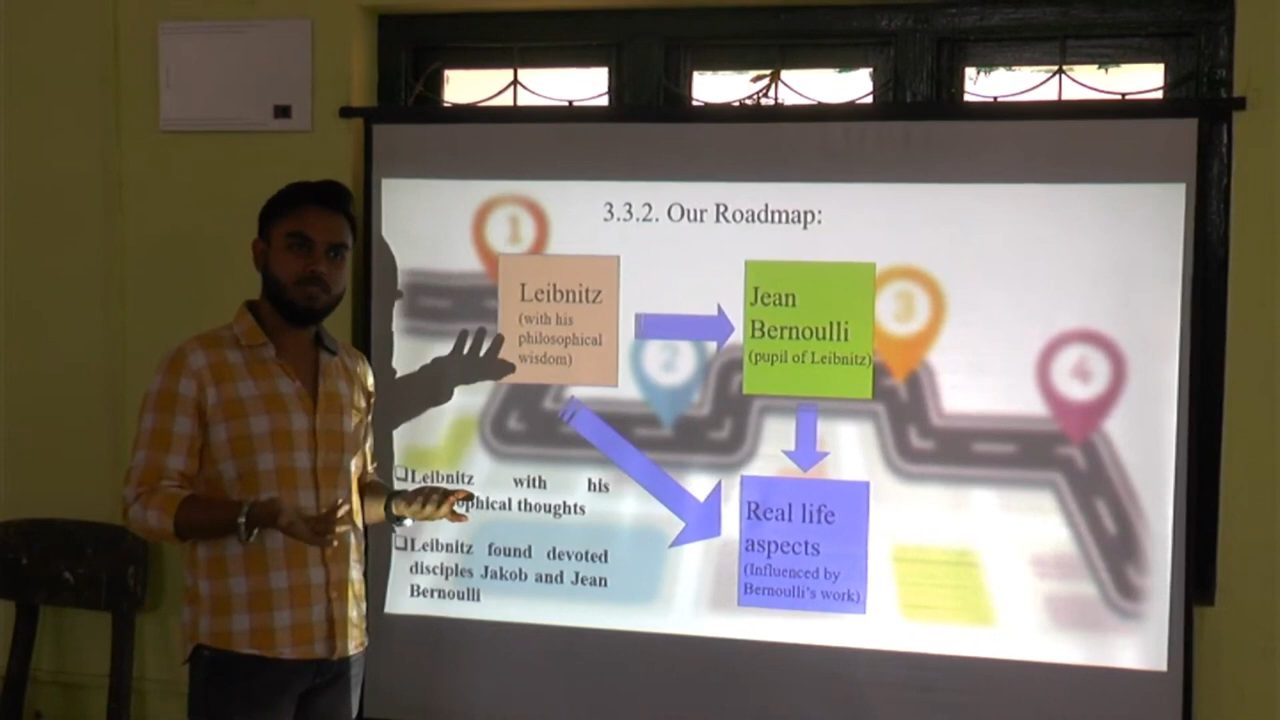 3.3.2. Our Roadmap:
1
Leibnitz
(with his
philosophical
wisdom)
Jean
Bernoulli
(pupil of Leibnitz)
2
3
4
❑Leibnitz with his
thoughts
❑Leibnitz found devoted
disciples Jakob and Jean
Bernoulli
Real life
aspects
(Influenced by
Bernoulli's work)